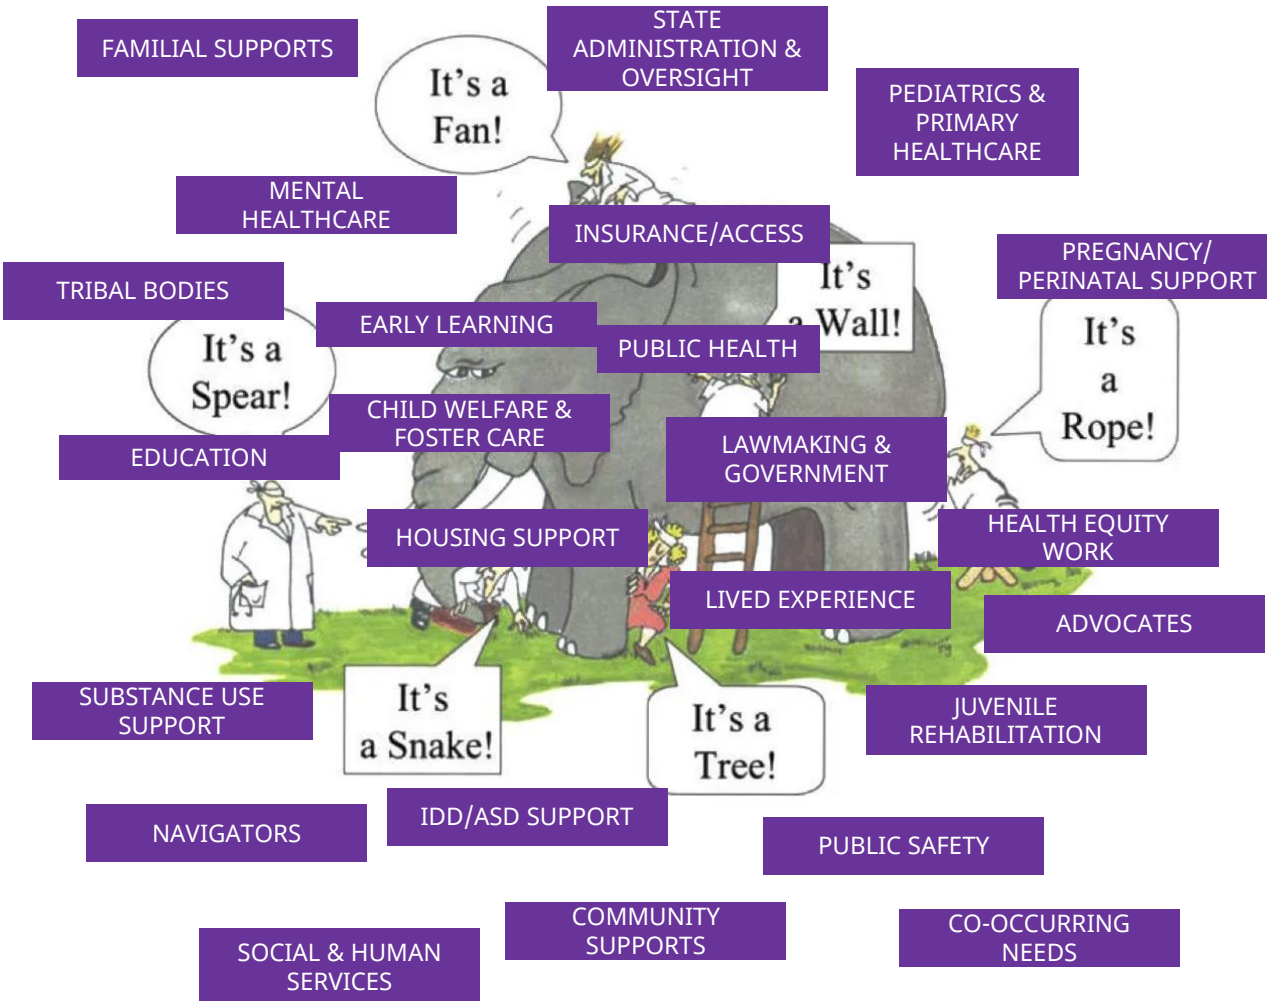 FAMILIAL SUPPORTS
STATE
ADMINISTRATION &
OVERSIGHT
It's a
Fan!
PEDIATRICS &
PRIMARY
HEALTHCARE
MENTAL
HEALTHCARE
INSURANCE/ACCESS
PREGNANCY/
PERINATAL SUPPORT
TRIBAL BODIES
It's
a Wall!
EARLY LEARNING
PUBLIC HEALTH
It's a
Spear!
It's
a
Rope!
CHILD WELFARE &
FOSTER CARE
EDUCATION
LAWMAKING &
GOVERNMENT
HOUSING SUPPORT
HEALTH EQUITY
WORK
LIVED EXPERIENCE
ADVOCATES
SUBSTANCE USE
SUPPORT
It's
a Snake!
It's a
Tree!
JUVENILE
REHABILITATION
NAVIGATORS
IDD/ASD SUPPORT
PUBLIC SAFETY
COMMUNITY
SUPPORTS
CO-OCCURRING
NEEDS
SOCIAL & HUMAN
SERVICES